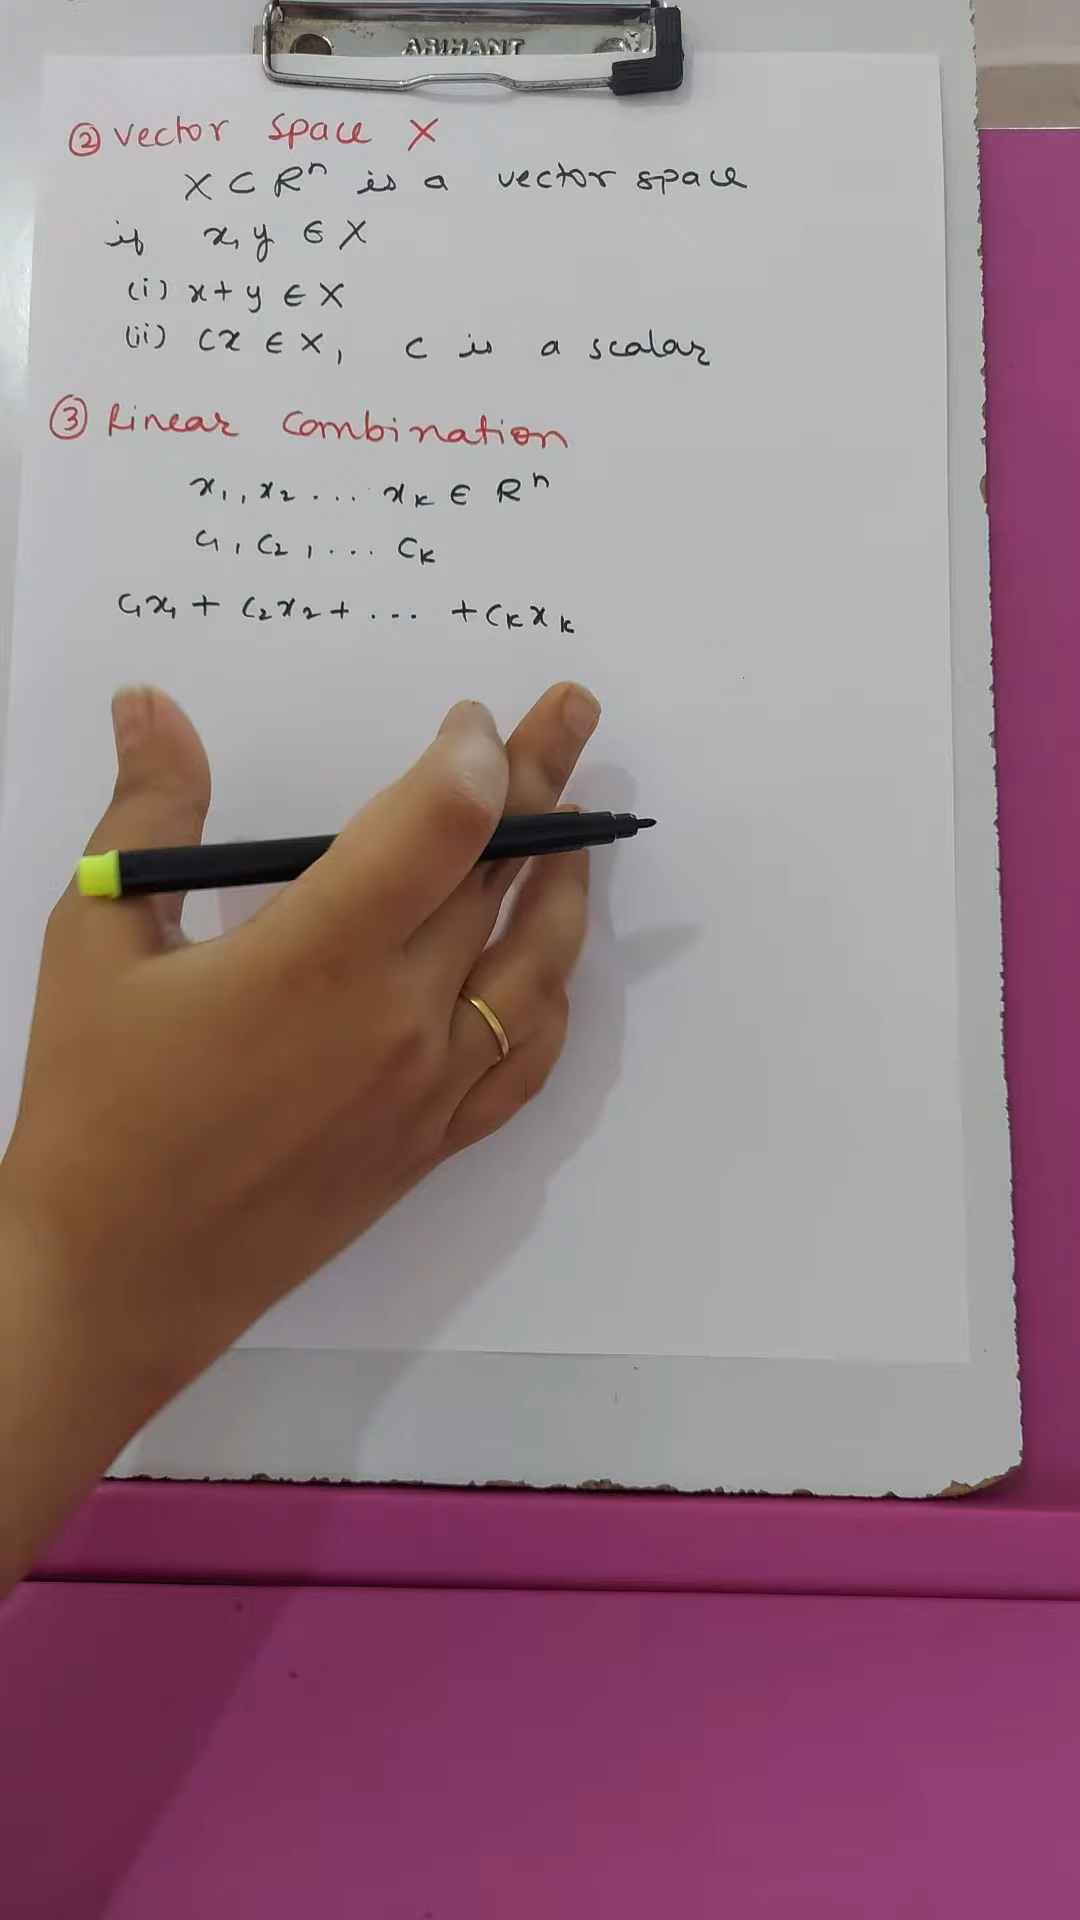 ARIHANT
② vector space X
X ⊂ Rⁿ is a vector space
if x, y ∈ X
(i) x + y ∈ X
(ii) cx ∈ X, c is a scalar
③ Linear Combination
x₁, x₂ ... xₖ ∈ Rⁿ
c₁, c₂, ... cₖ
c₁x₁ + c₂x₂ + ... + cₖxₖ